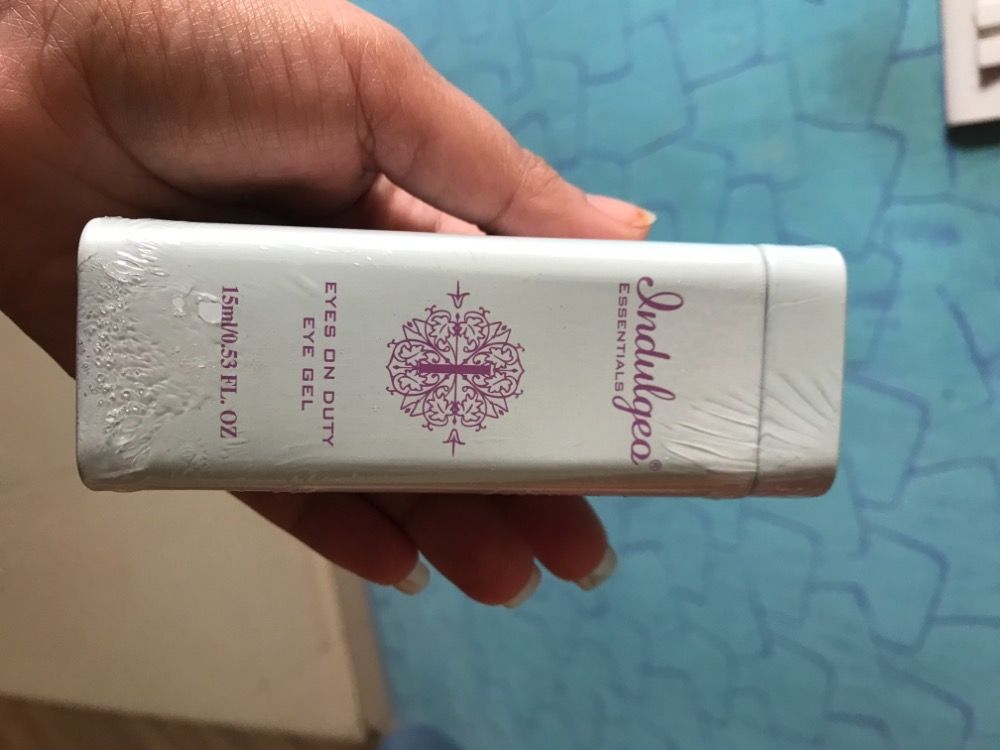 Indulgeo®
ESSENTIALS
I
EYES ON DUTY
EYE GEL
15ml/0.53 FL. OZ